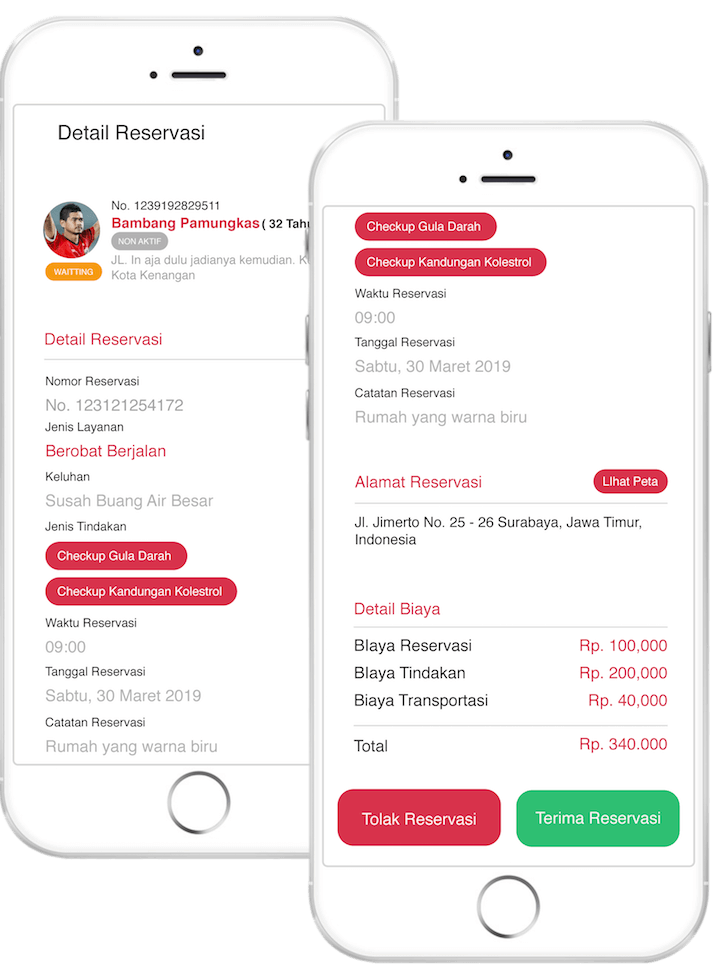 Detail Reservasi
No. 1239192829511
Bambang Pamungkas ( 32 Tahu
NON AKTIF
WAITTING
JL. In aja dulu jadianya kemudian. K
Kota Kenangan
Detail Reservasi
Nomor Reservasi
No. 123121254172
Jenis Layanan
Berobat Berjalan
Keluhan
Susah Buang Air Besar
Jenis Tindakan
Checkup Gula Darah
Checkup Kandungan Kolestrol
Waktu Reservasi
09:00
Tanggal Reservasi
Sabtu, 30 Maret 2019
Catatan Reservasi
Rumah yang warna biru
Checkup Gula Darah
Checkup Kandungan Kolestrol
Waktu Reservasi
09:00
Tanggal Reservasi
Sabtu, 30 Maret 2019
Catatan Reservasi
Rumah yang warna biru
Alamat Reservasi LIhat Peta
Jl. Jimerto No. 25 - 26 Surabaya, Jawa Timur,
Indonesia
Detail Biaya
BIaya Reservasi Rp. 100,000
BIaya Tindakan Rp. 200,000
Biaya Transportasi Rp. 40,000
Total Rp. 340.000
Tolak Reservasi Terima Reservasi